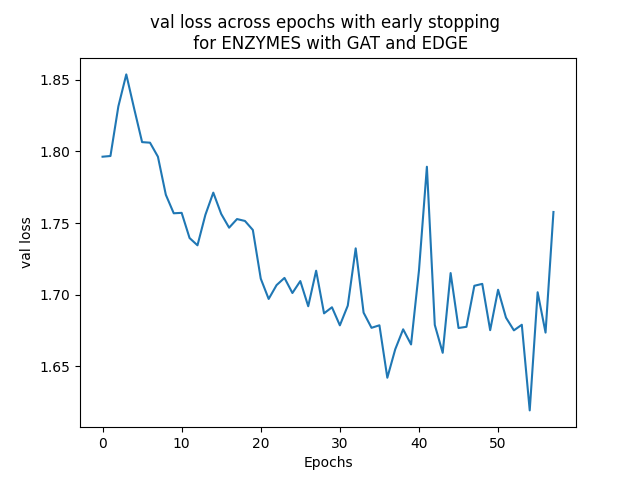 val loss across epochs with early stopping
for ENZYMES with GAT and EDGE
1.85
1.80
1.75
1.70
1.65
val loss
0 10 20 30 40 50
Epochs